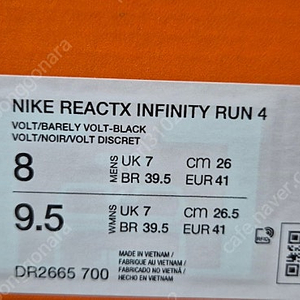 NIKE REACTX INFINITY RUN 4
VOLT/BARELY VOLT-BLACK
VOLT/NOIR/VOLT DISCRET
8 MENS UK 7 cm 26
BR 39.5 EUR 41
9.5 WMNS UK 7 cm 26.5
BR 39.5 EUR 41
DR2665 700
MADE IN VIETNAM /
FABRIQUÉ AU VIETNAM /
FABRICADO NO VIETNÃ /
HECHO EN VIETNAM
RFID